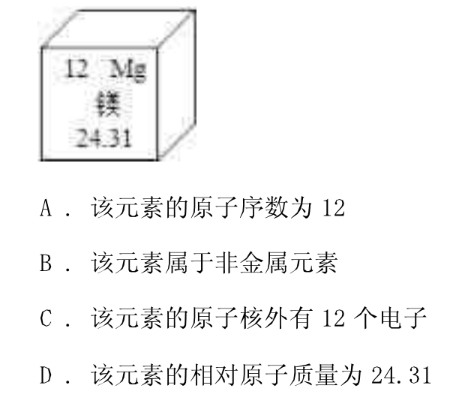 12 Mg
镁
24.31
A . 该元素的原子序数为 12
B . 该元素属于非金属元素
C . 该元素的原子核外有 12 个电子
D . 该元素的相对原子质量为 24.31